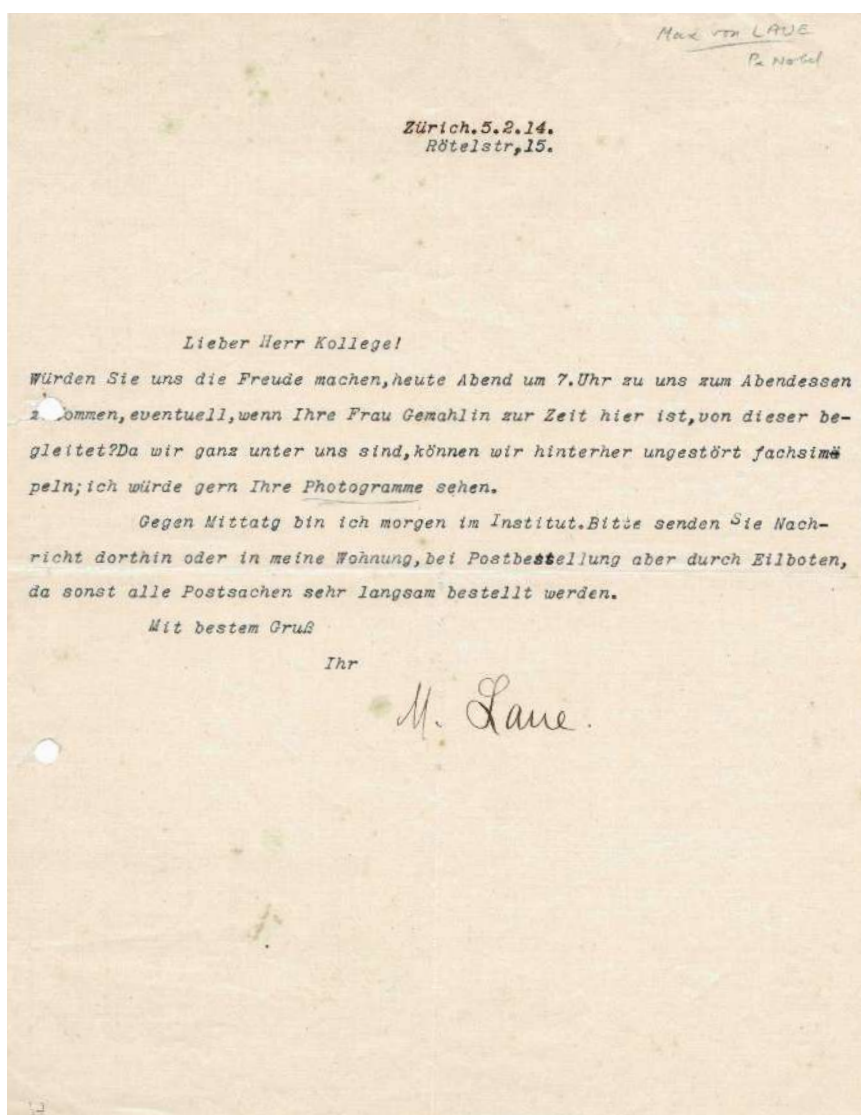 Max von LAUE
Px Nobel
Zürich.5.2.14.
Rötelstr,15.
Lieber Herr Kollege!
Würden Sie uns die Freude machen,heute Abend um 7.Uhr zu uns zum Abendessen
z ommen,eventuell,wenn Ihre Frau Gemahlin zur Zeit hier ist,von dieser be-
gleitet?Da wir ganz unter uns sind,können wir hinterher ungestört fachsim
peln;ich würde gern Ihre Photogramme sehen.
Gegen Mittatg bin ich morgen im Institut.Bitte senden Sie Nach-
richt dorthin oder in meine Wohnung,bei Postbestellung aber durch Eilboten,
da sonst alle Postsachen sehr langsam bestellt werden.
Mit bestem Gruß
Ihr
M. Laue.